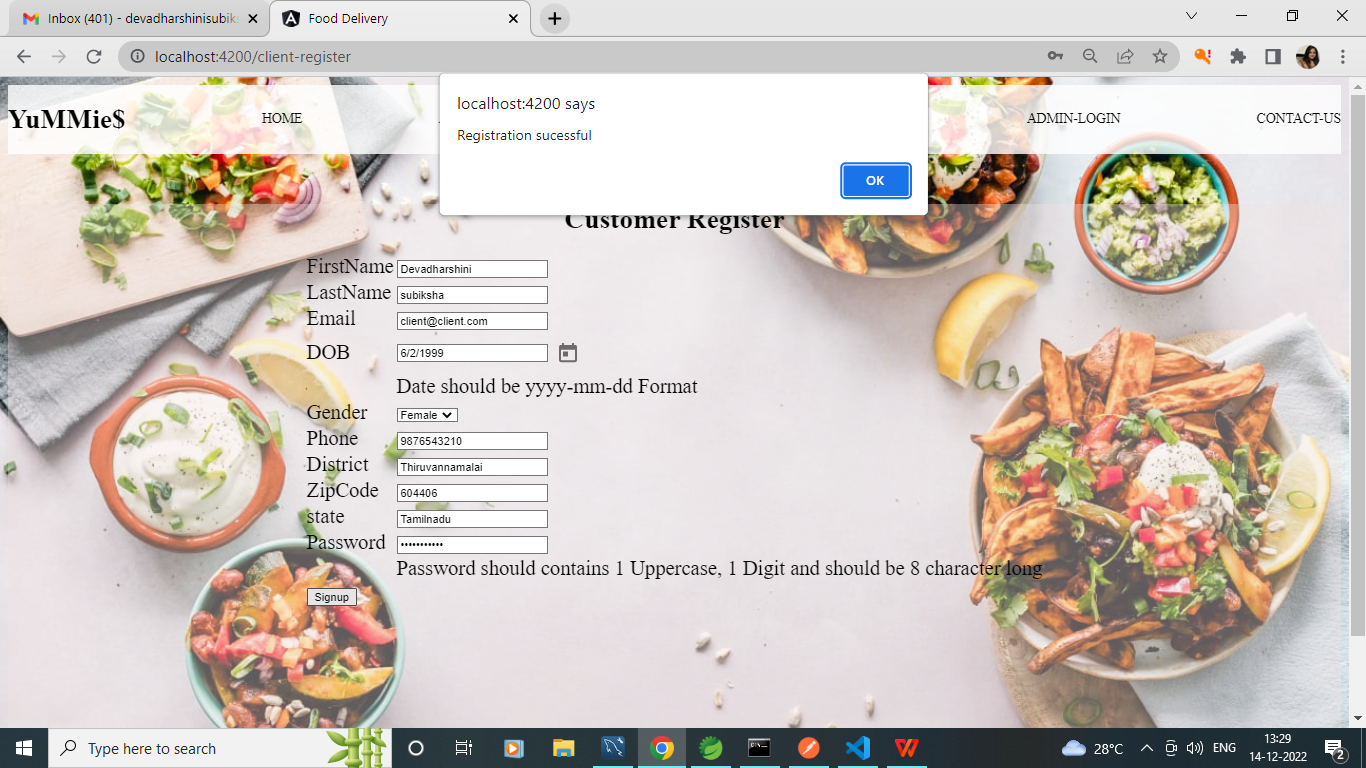 Inbox (401) - devadharshinisubiks
Food Delivery
localhost:4200/client-register
localhost:4200 says
Registration sucessful
OK
YuMMie$
HOME
ADMIN-LOGIN
CONTACT-US
Customer Register
FirstName Devadharshini
LastName subiksha
Email client@client.com
DOB 6/2/1999
Date should be yyyy-mm-dd Format
Gender Female
Phone 9876543210
District Thiruvannamalai
ZipCode 604406
state Tamilnadu
Password •••••••••••
Password should contains 1 Uppercase, 1 Digit and should be 8 character long
Signup
Type here to search
28°C
ENG
13:29
14-12-2022
2